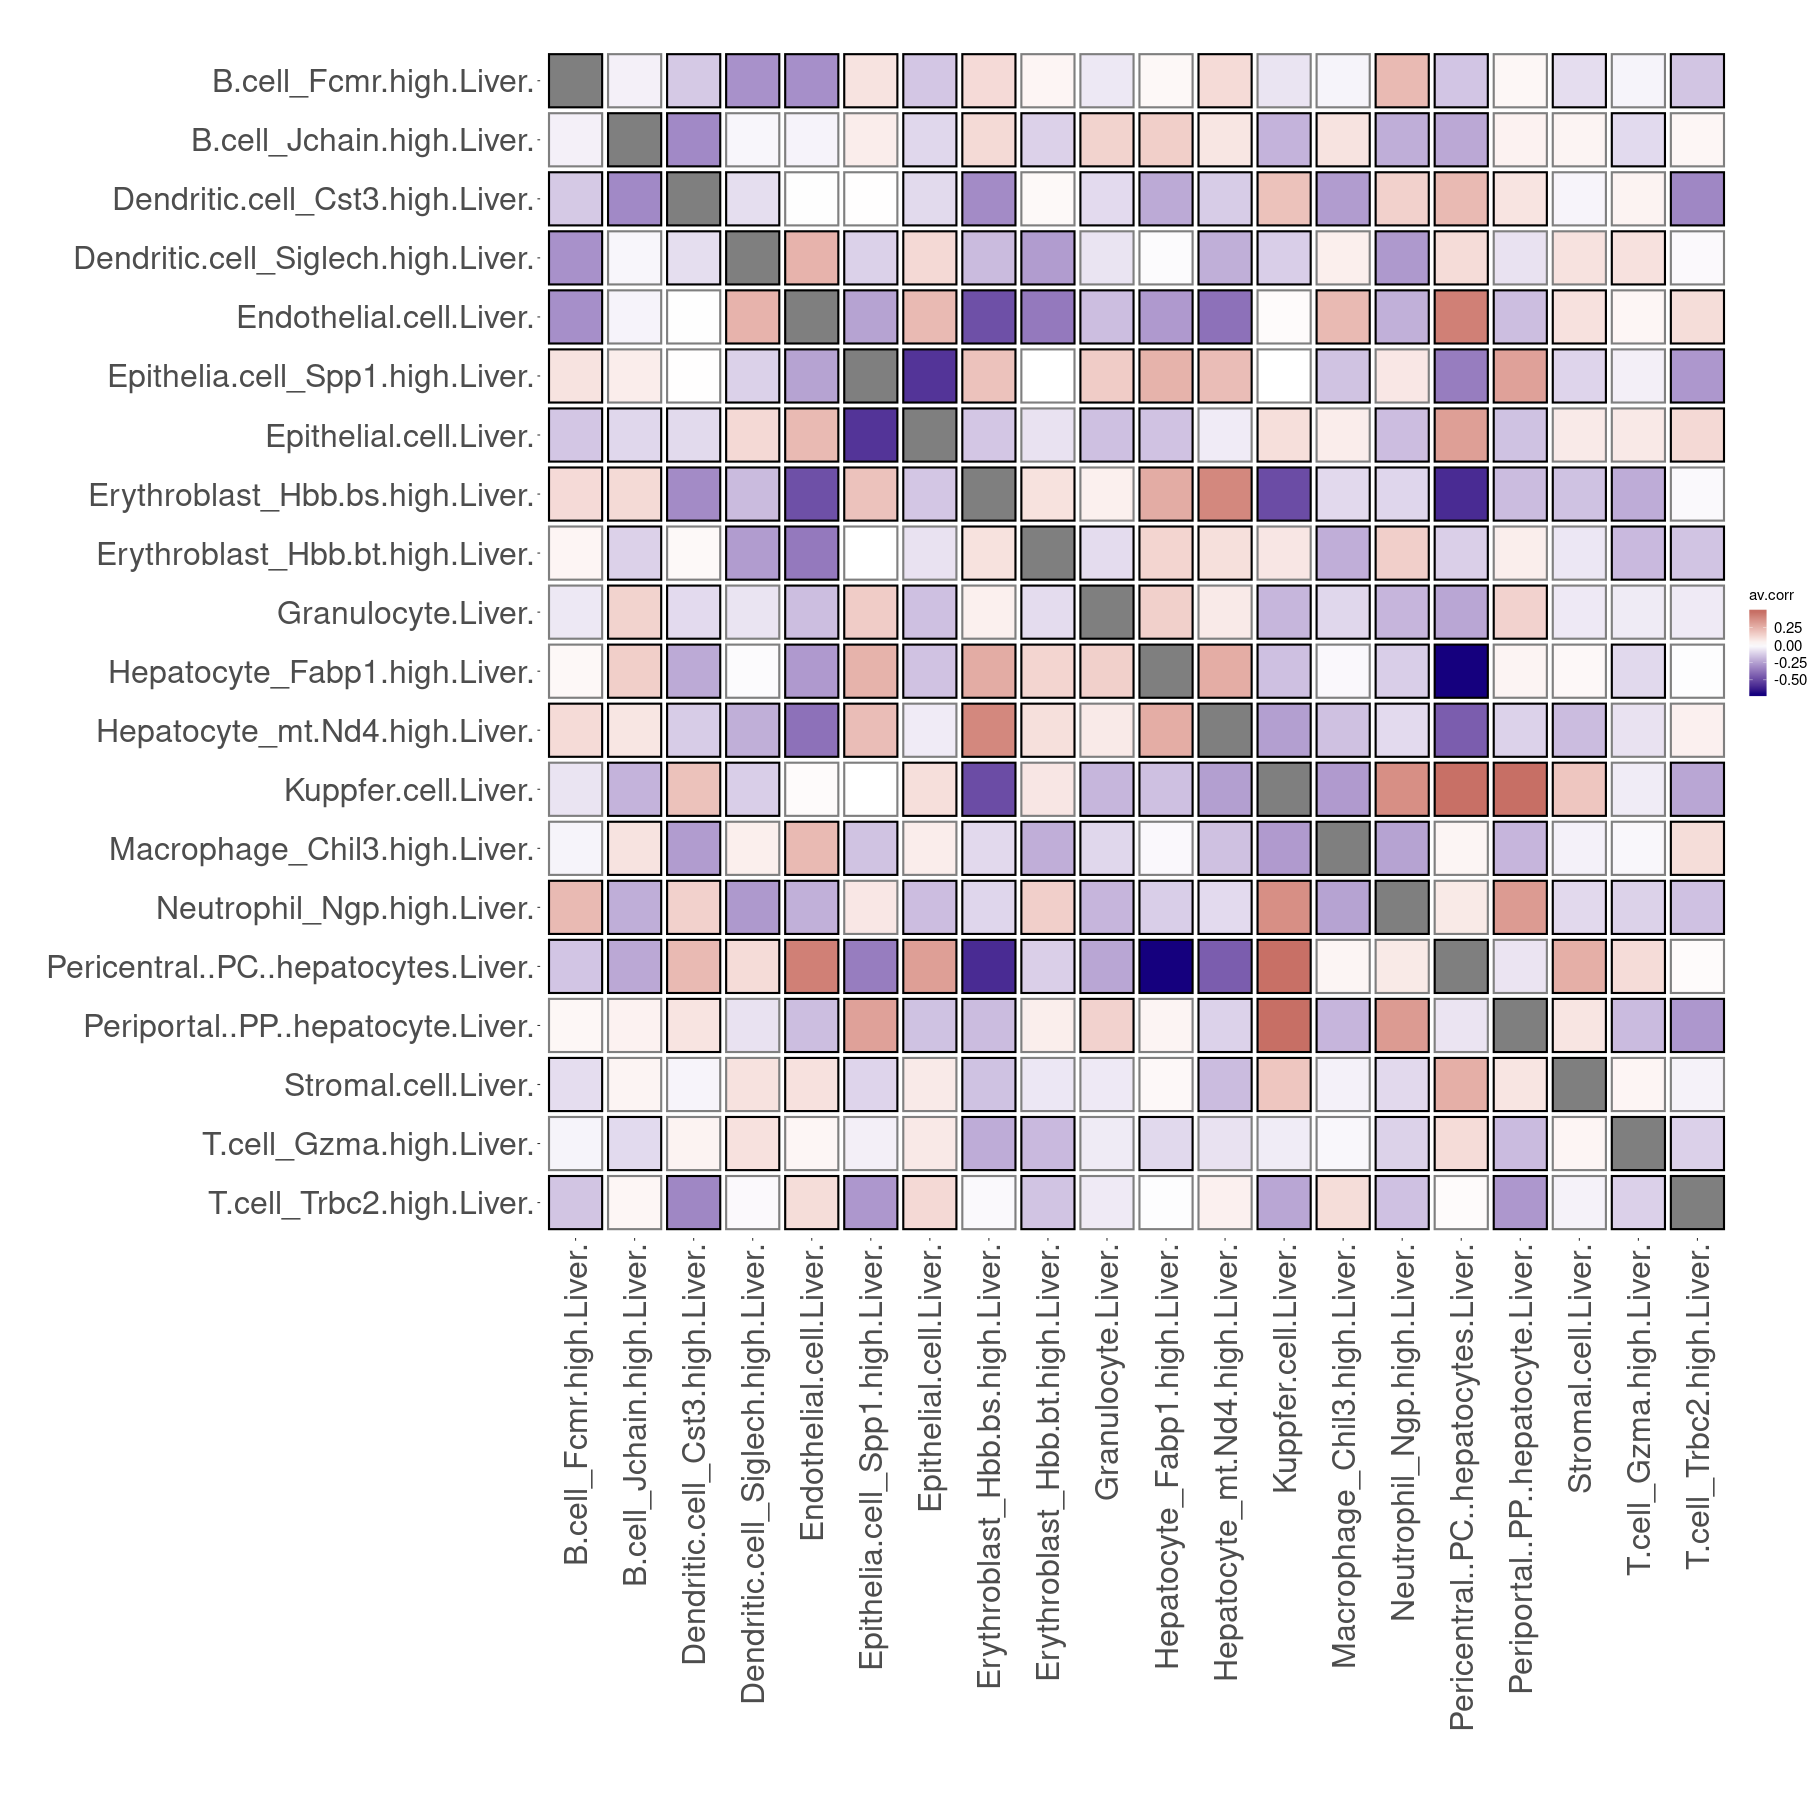 B.cell_Fcmr.high.Liver.
B.cell_Jchain.high.Liver.
Dendritic.cell_Cst3.high.Liver.
Dendritic.cell_Siglech.high.Liver.
Endothelial.cell.Liver.
Epithelia.cell_Spp1.high.Liver.
Epithelial.cell.Liver.
Erythroblast_Hbb.bs.high.Liver.
Erythroblast_Hbb.bt.high.Liver.
Granulocyte.Liver.
Hepatocyte_Fabp1.high.Liver.
Hepatocyte_mt.Nd4.high.Liver.
Kuppfer.cell.Liver.
Macrophage_Chil3.high.Liver.
Neutrophil_Ngp.high.Liver.
Pericentral..PC..hepatocytes.Liver.
Periportal..PP..hepatocyte.Liver.
Stromal.cell.Liver.
T.cell_Gzma.high.Liver.
T.cell_Trbc2.high.Liver.
av.corr
0.25
0.00
-0.25
-0.50
B.cell_Fcmr.high.Liver.
B.cell_Jchain.high.Liver.
Dendritic.cell_Cst3.high.Liver.
Dendritic.cell_Siglech.high.Liver.
Endothelial.cell.Liver.
Epithelia.cell_Spp1.high.Liver.
Epithelial.cell.Liver.
Erythroblast_Hbb.bs.high.Liver.
Erythroblast_Hbb.bt.high.Liver.
Granulocyte.Liver.
Hepatocyte_Fabp1.high.Liver.
Hepatocyte_mt.Nd4.high.Liver.
Kuppfer.cell.Liver.
Macrophage_Chil3.high.Liver.
Neutrophil_Ngp.high.Liver.
Pericentral..PC..hepatocytes.Liver.
Periportal..PP..hepatocyte.Liver.
Stromal.cell.Liver.
T.cell_Gzma.high.Liver.
T.cell_Trbc2.high.Liver.